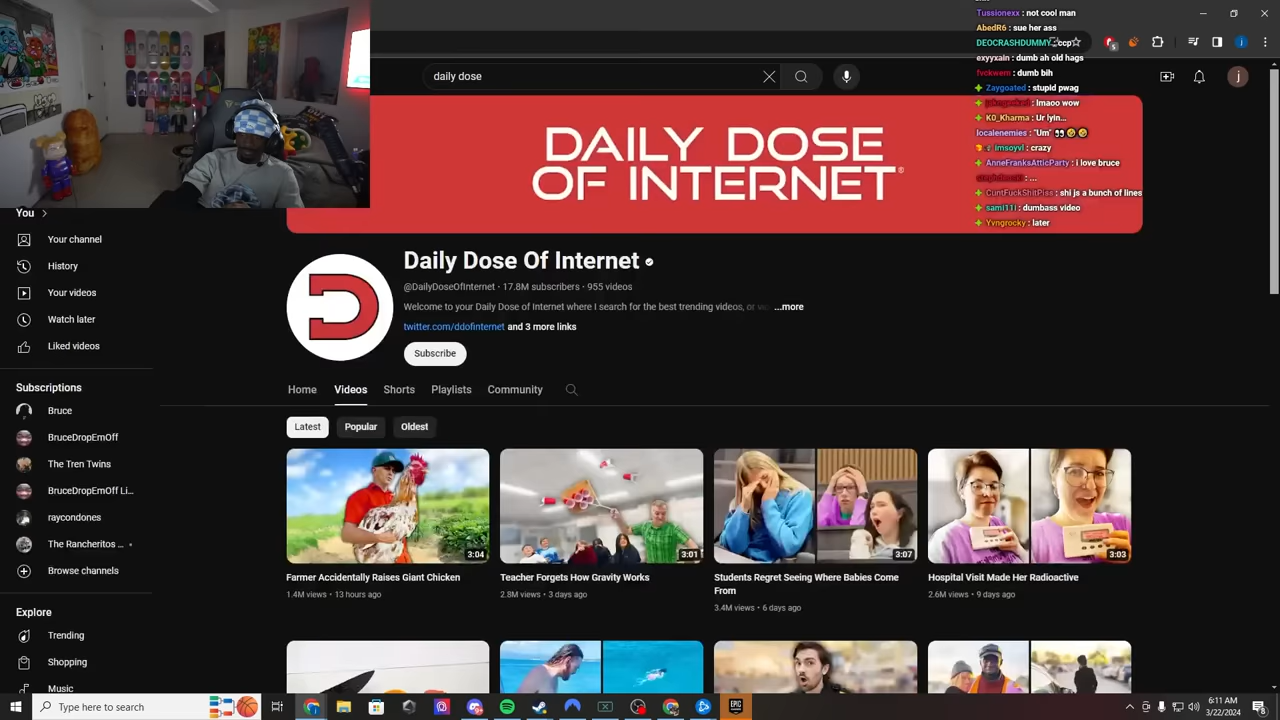 Tussionexx : not cool man
AbedR6 : sue her ass
DEOCRASHDUMMY : ccp
exyyxain : dumb ah old hags
fvckwern : dumb bih
Zaygoated : stupid pwag
: lmaoo wow
K0_Kharma : Ur lyin...
localenemies : "Um" 👀
imsoyvl : crazy
AnneFranksAtticParty : i love bruce
: ...
CuntFuckShitPiss : shi js a bunch of lines
sami11i : dumbass video
Yvngrocky : later
daily dose
j
DAILY DOSE
OF INTERNET®
You
Your channel
History
Your videos
Watch later
Liked videos
Subscriptions
Bruce
BruceDropEmOff
The Tren Twins
BruceDropEmOff Li...
raycondones
The Rancheritos ...
Browse channels
Explore
Trending
Shopping
Music
Daily Dose Of Internet
@DailyDoseOfInternet · 17.8M subscribers · 955 videos
Welcome to your Daily Dose of Internet where I search for the best trending videos, or ...more
twitter.com/ddofinternet and 3 more links
Subscribe
Home Videos Shorts Playlists Community
Latest Popular Oldest
3:04 3:01 3:07 3:03
Farmer Accidentally Raises Giant Chicken
1.4M views · 13 hours ago
Teacher Forgets How Gravity Works
2.8M views · 3 days ago
Students Regret Seeing Where Babies Come
From
3.4M views · 6 days ago
Hospital Visit Made Her Radioactive
2.6M views · 9 days ago
Type here to search
EPIC
6:11 AM
3/22/2024